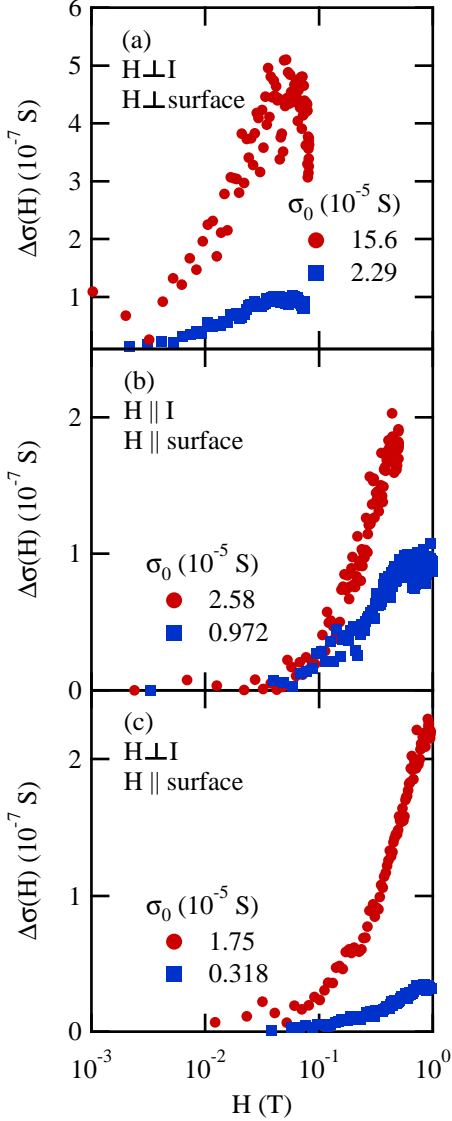 6
5
4
3
2
1
Δσ(H) (10⁻⁷ S)
(a)
H⊥I
H⊥surface
σ₀ (10⁻⁵ S)
15.6
2.29
2
1
0
Δσ(H) (10⁻⁷ S)
(b)
H || I
H || surface
σ₀ (10⁻⁵ S)
2.58
0.972
2
1
0
Δσ(H) (10⁻⁷ S)
(c)
H⊥I
H || surface
σ₀ (10⁻⁵ S)
1.75
0.318
10⁻³ 10⁻² 10⁻¹ 10⁰
H (T)